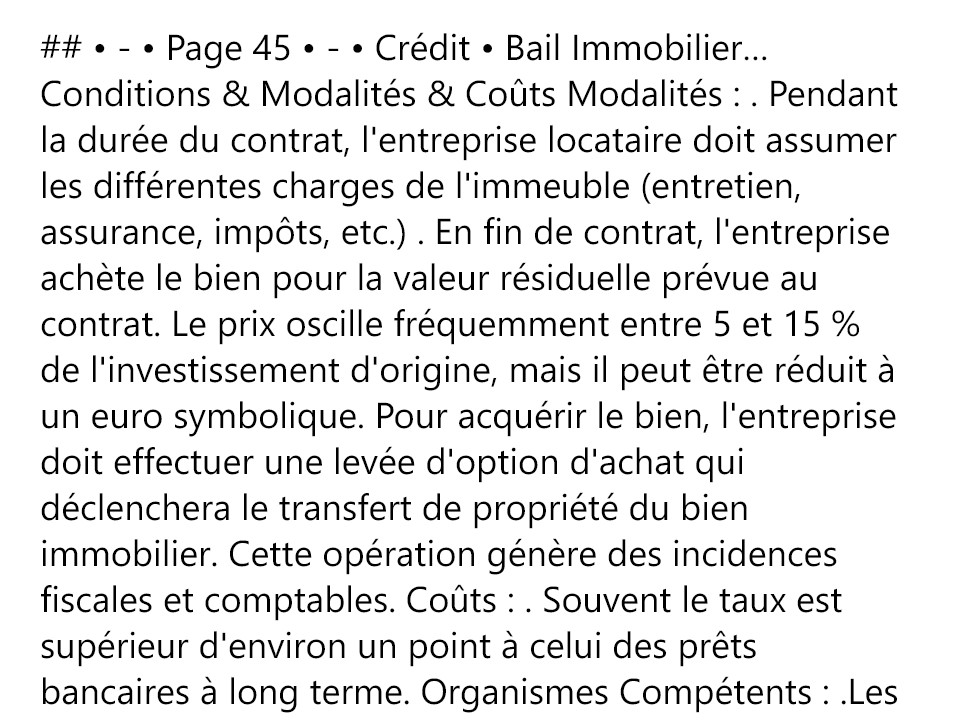 ## • - • Page 45 • - • Crédit • Bail Immobilier...
Conditions & Modalités & Coûts Modalités : . Pendant
la durée du contrat, l'entreprise locataire doit assumer
les différentes charges de l'immeuble (entretien,
assurance, impôts, etc.) . En fin de contrat, l'entreprise
achète le bien pour la valeur résiduelle prévue au
contrat. Le prix oscille fréquemment entre 5 et 15 %
de l'investissement d'origine, mais il peut être réduit à
un euro symbolique. Pour acquérir le bien, l'entreprise
doit effectuer une levée d'option d'achat qui
déclenchera le transfert de propriété du bien
immobilier. Cette opération génère des incidences
fiscales et comptables. Coûts : . Souvent le taux est
supérieur d'environ un point à celui des prêts
bancaires à long terme. Organismes Compétents : .Les